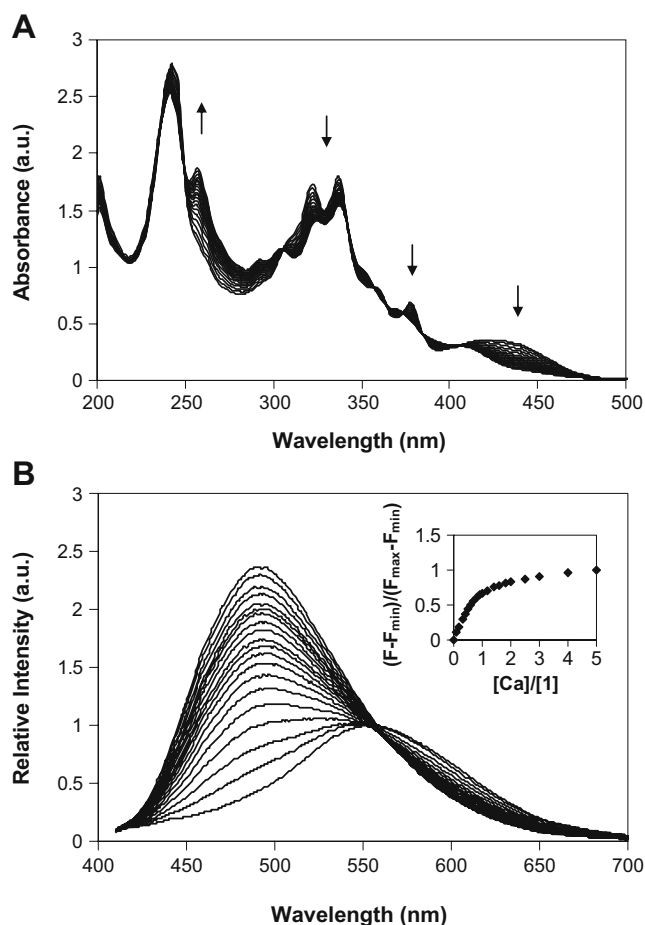 A
Absorbance (a.u.)
3
2.5
2
1.5
1
0.5
0
200 250 300 350 400 450 500
Wavelength (nm)
B
Relative Intensity (a.u.)
3
2.5
2
1.5
1
0.5
0
400 450 500 550 600 650 700
Wavelength (nm)
(F-Fmin)/(Fmax-Fmin)
1.5
1
0.5
0
0 1 2 3 4 5
[Ca]/[1]